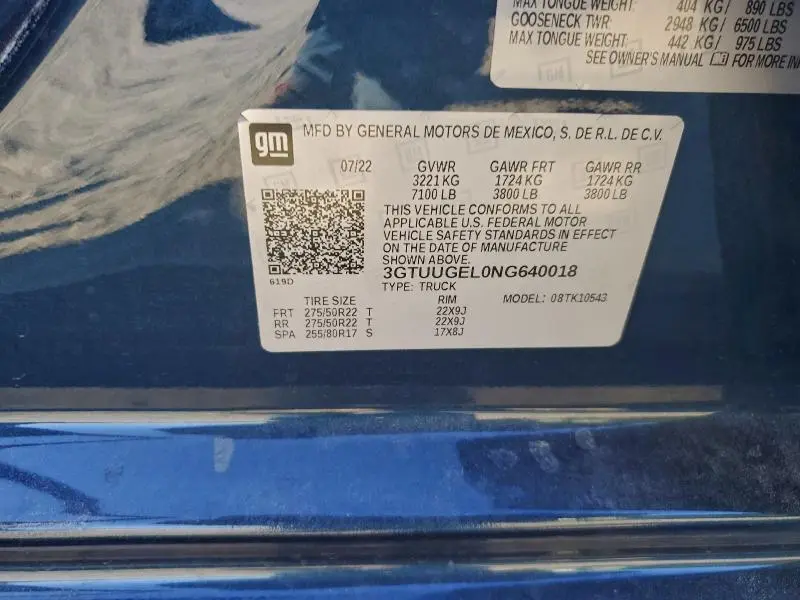 MAX TONGUE WEIGHT: 404 KG/ 890 LBS
GOOSENECK TWR: 2948 KG/ 6500 LBS
MAX TONGUE WEIGHT: 442 KG/ 975 LBS
SEE OWNER'S MANUAL FOR MORE IN
gm
MFD BY GENERAL MOTORS DE MEXICO, S. DE R.L. DE C.V.
07/22 GVWR GAWR FRT GAWR RR
3221 KG 1724 KG 1724 KG
7100 LB 3800 LB 3800 LB
THIS VEHICLE CONFORMS TO ALL
APPLICABLE U.S. FEDERAL MOTOR
VEHICLE SAFETY STANDARDS IN EFFECT
ON THE DATE OF MANUFACTURE
SHOWN ABOVE.
619D
3GTUUGEL0NG640018
TYPE: TRUCK MODEL: 08TK10543
TIRE SIZE RIM
FRT 275/50R22 T 22X9J
RR 275/50R22 T 22X9J
SPA 255/80R17 S 17X8J